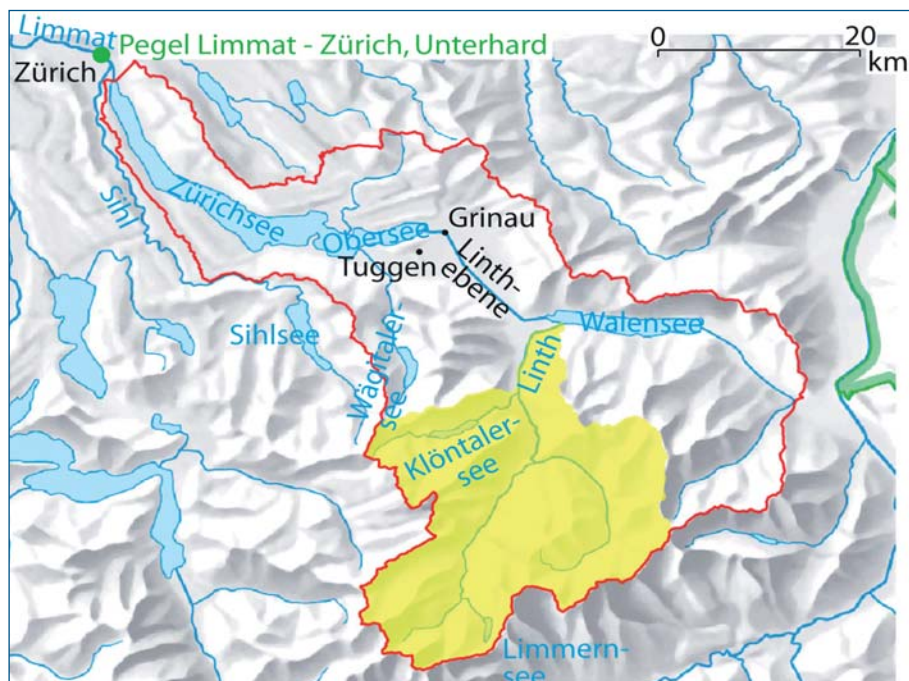 Limmat
Pegel Limmat - Zürich, Unterhard
0
20
km
Zürich
Sihl
Zürichsee
Obersee
Grinau
Tuggen
Linth-
ebene
Walensee
Sihlsee
Wägitaler-
see
Linth
Klöntaler-
see
Limmern-
see